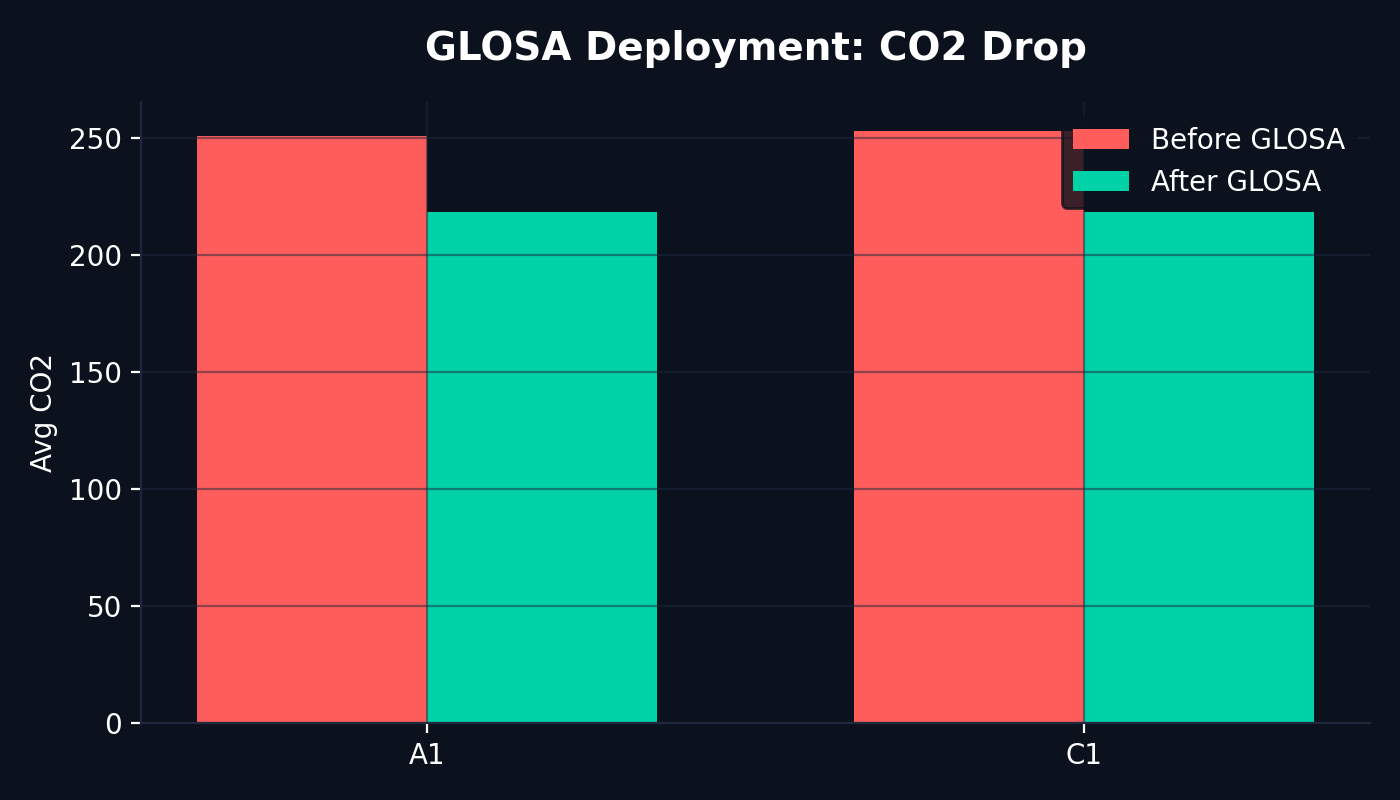 GLOSA Deployment: CO2 Drop
250
200
150
100
50
0
Avg CO2
Before GLOSA
After GLOSA
A1
C1